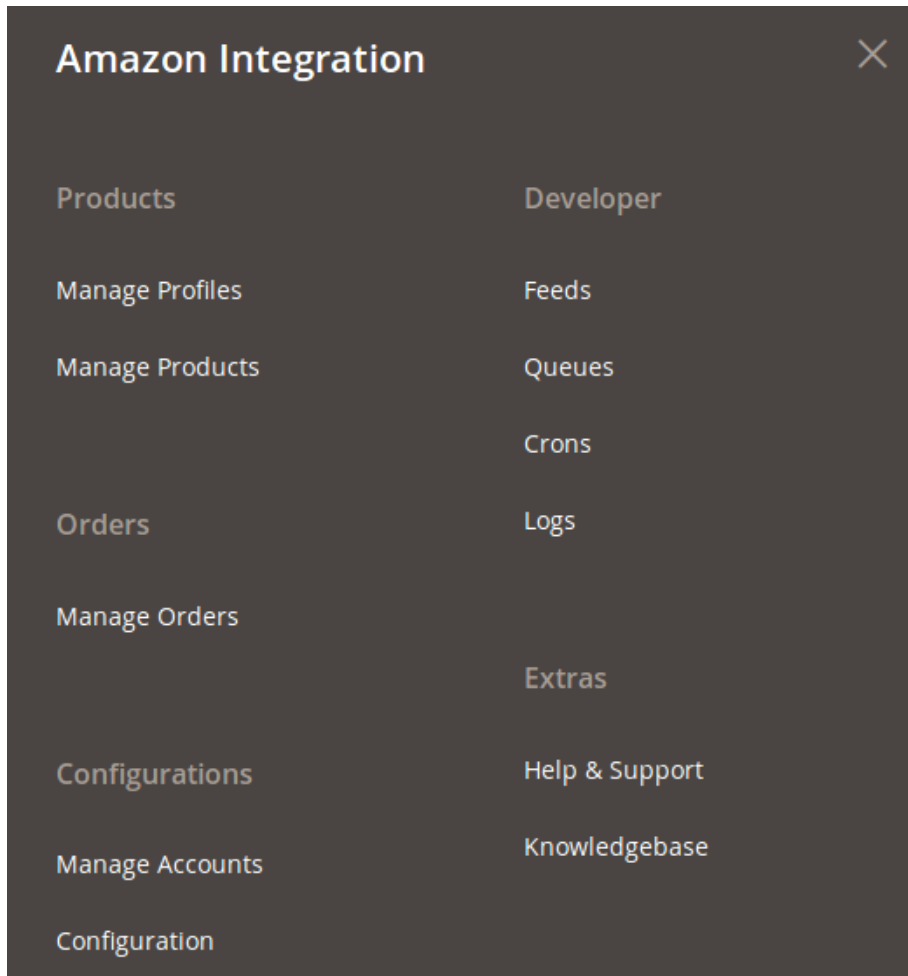 Amazon Integration
Products
Manage Profiles
Manage Products
Orders
Manage Orders
Configurations
Manage Accounts
Configuration
Developer
Feeds
Queues
Crons
Logs
Extras
Help & Support
Knowledgebase